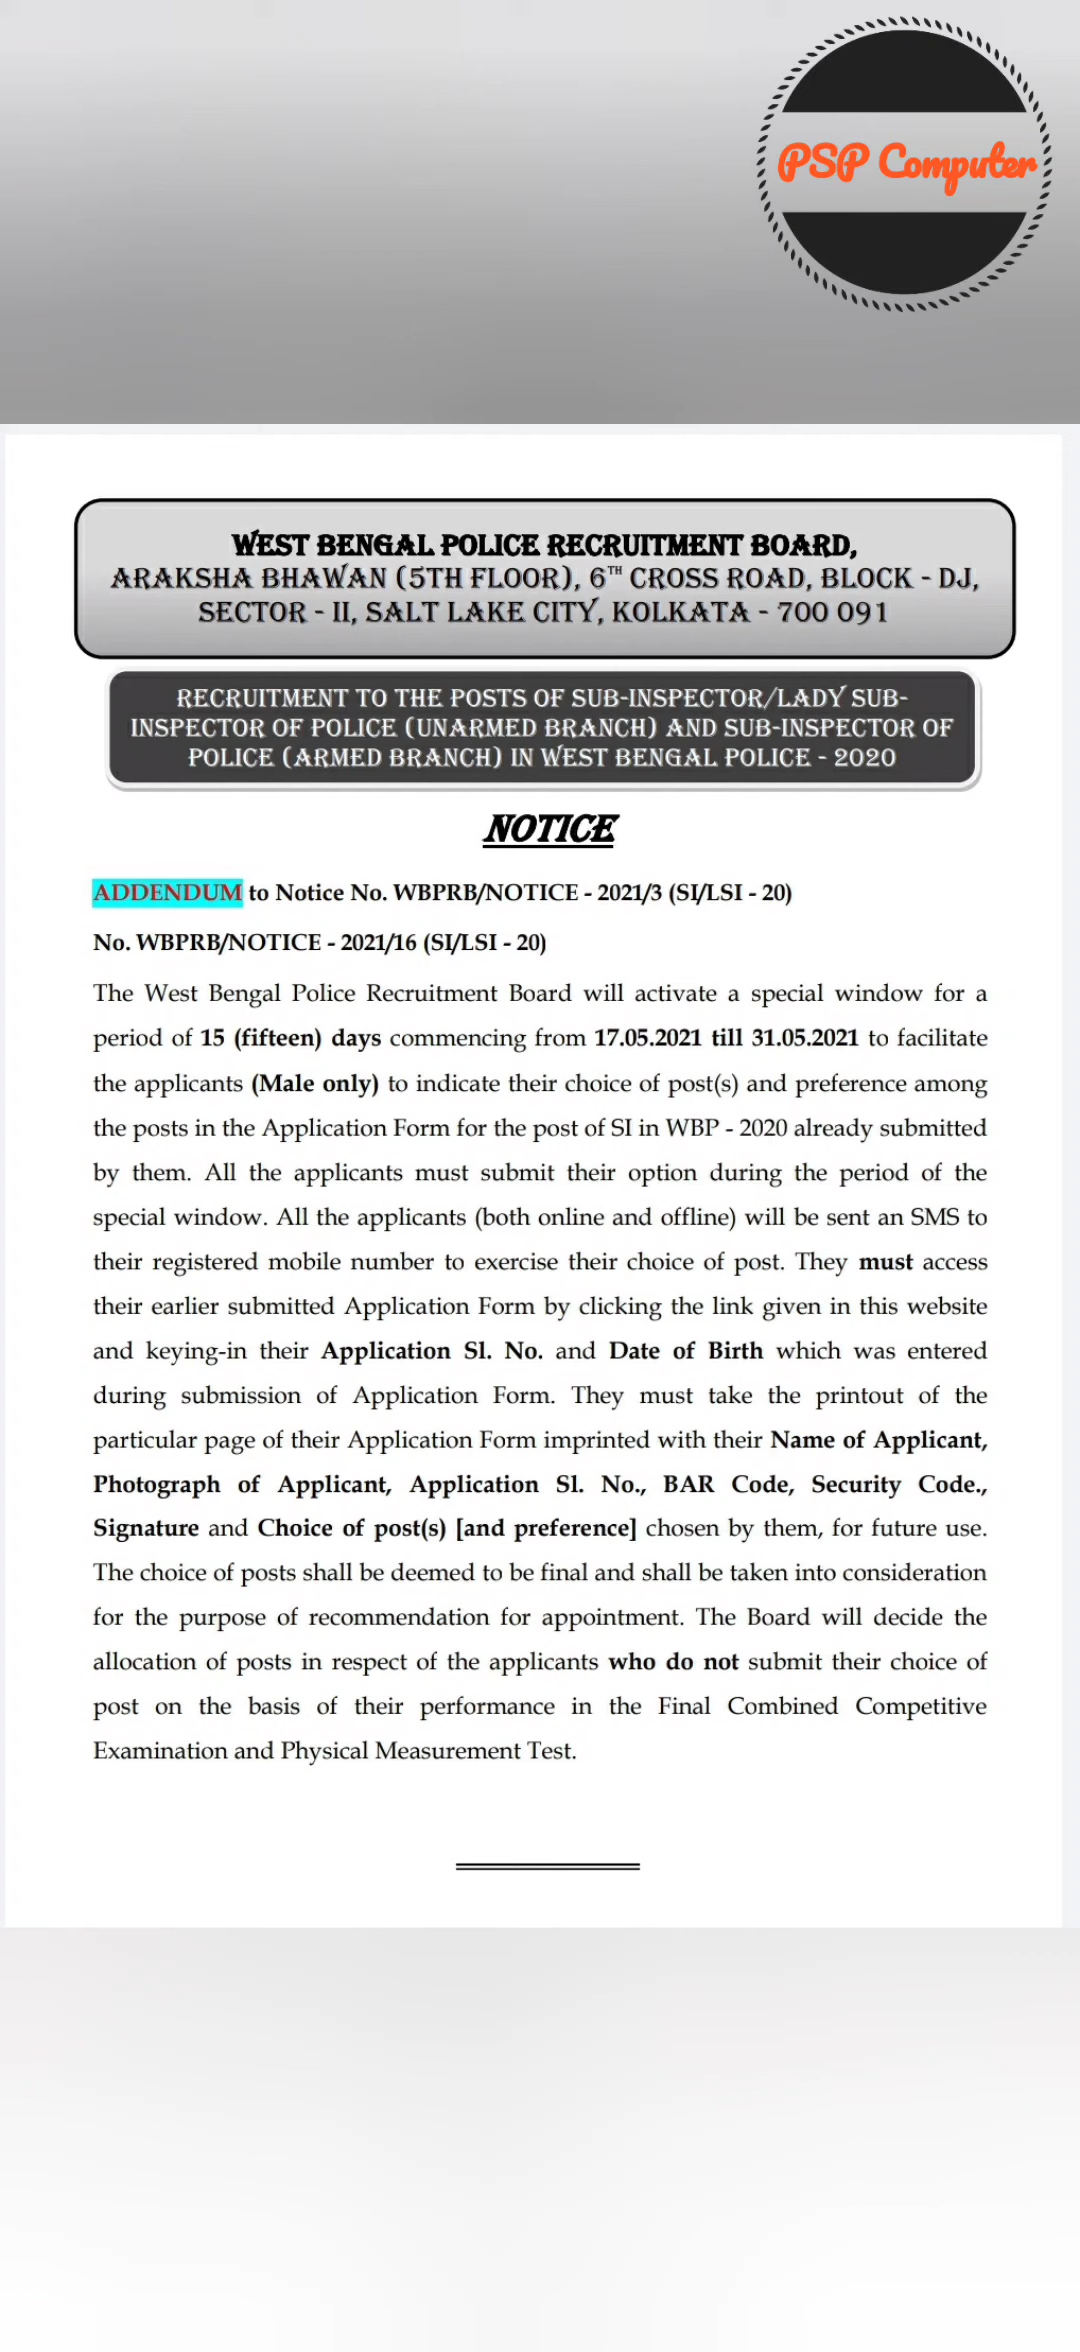 PSP Computer
WEST BENGAL POLICE RECRUITMENT BOARD,
ARAKSHA BHAWAN (5TH FLOOR), 6TH CROSS ROAD, BLOCK - DJ,
SECTOR - II, SALT LAKE CITY, KOLKATA - 700 091
RECRUITMENT TO THE POSTS OF SUB-INSPECTOR/LADY SUB-
INSPECTOR OF POLICE (UNARMED BRANCH) AND SUB-INSPECTOR OF
POLICE (ARMED BRANCH) IN WEST BENGAL POLICE - 2020
NOTICE
ADDENDUM to Notice No. WBPRB/NOTICE - 2021/3 (SI/LSI - 20)
No. WBPRB/NOTICE - 2021/16 (SI/LSI - 20)
The West Bengal Police Recruitment Board will activate a special window for a
period of 15 (fifteen) days commencing from 17.05.2021 till 31.05.2021 to facilitate
the applicants (Male only) to indicate their choice of post(s) and preference among
the posts in the Application Form for the post of SI in WBP - 2020 already submitted
by them. All the applicants must submit their option during the period of the
special window. All the applicants (both online and offline) will be sent an SMS to
their registered mobile number to exercise their choice of post. They must access
their earlier submitted Application Form by clicking the link given in this website
and keying-in their Application Sl. No. and Date of Birth which was entered
during submission of Application Form. They must take the printout of the
particular page of their Application Form imprinted with their Name of Applicant,
Photograph of Applicant, Application Sl. No., BAR Code, Security Code.,
Signature and Choice of post(s) [and preference] chosen by them, for future use.
The choice of posts shall be deemed to be final and shall be taken into consideration
for the purpose of recommendation for appointment. The Board will decide the
allocation of posts in respect of the applicants who do not submit their choice of
post on the basis of their performance in the Final Combined Competitive
Examination and Physical Measurement Test.